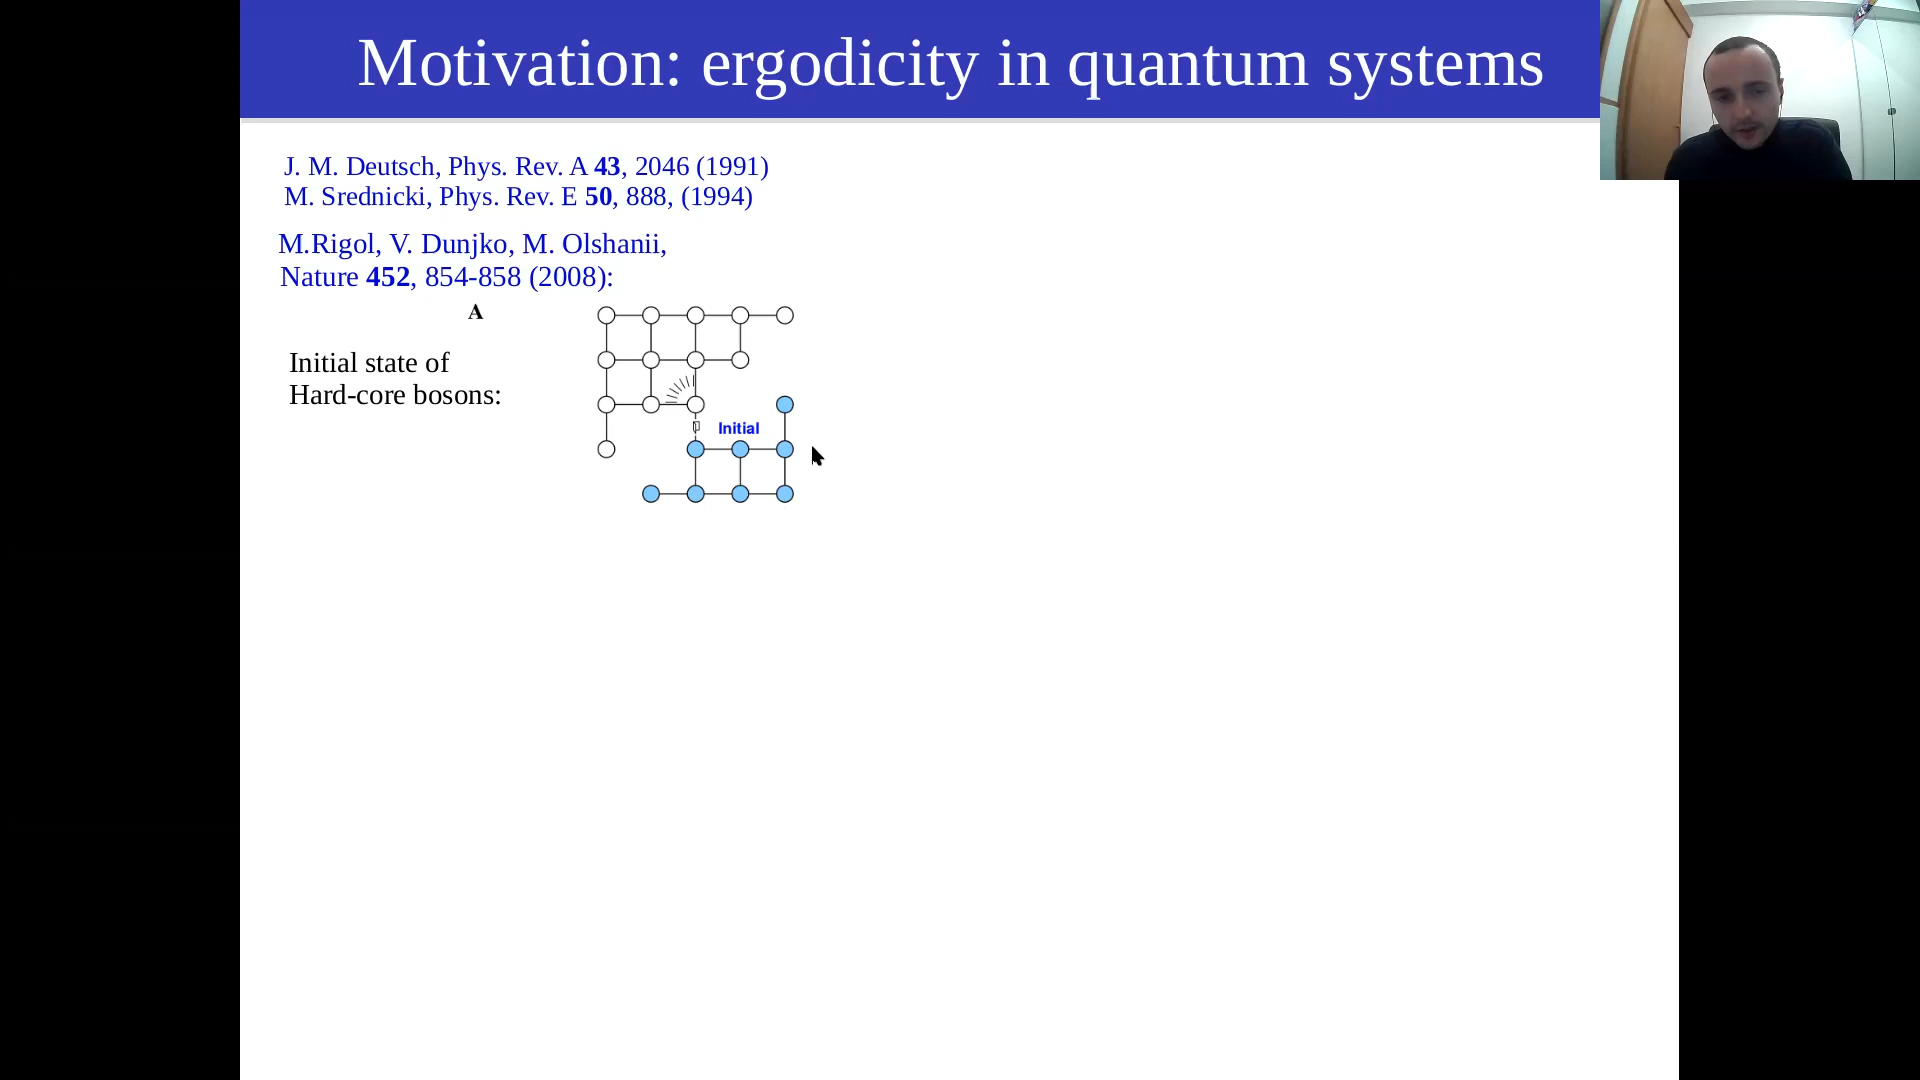 Motivation: ergodicity in quantum systems
J. M. Deutsch, Phys. Rev. A 43, 2046 (1991)
M. Srednicki, Phys. Rev. E 50, 888, (1994)
M.Rigol, V. Dunjko, M. Olshanii,
Nature 452, 854-858 (2008):
A
Initial state of
Hard-core bosons:
Initial